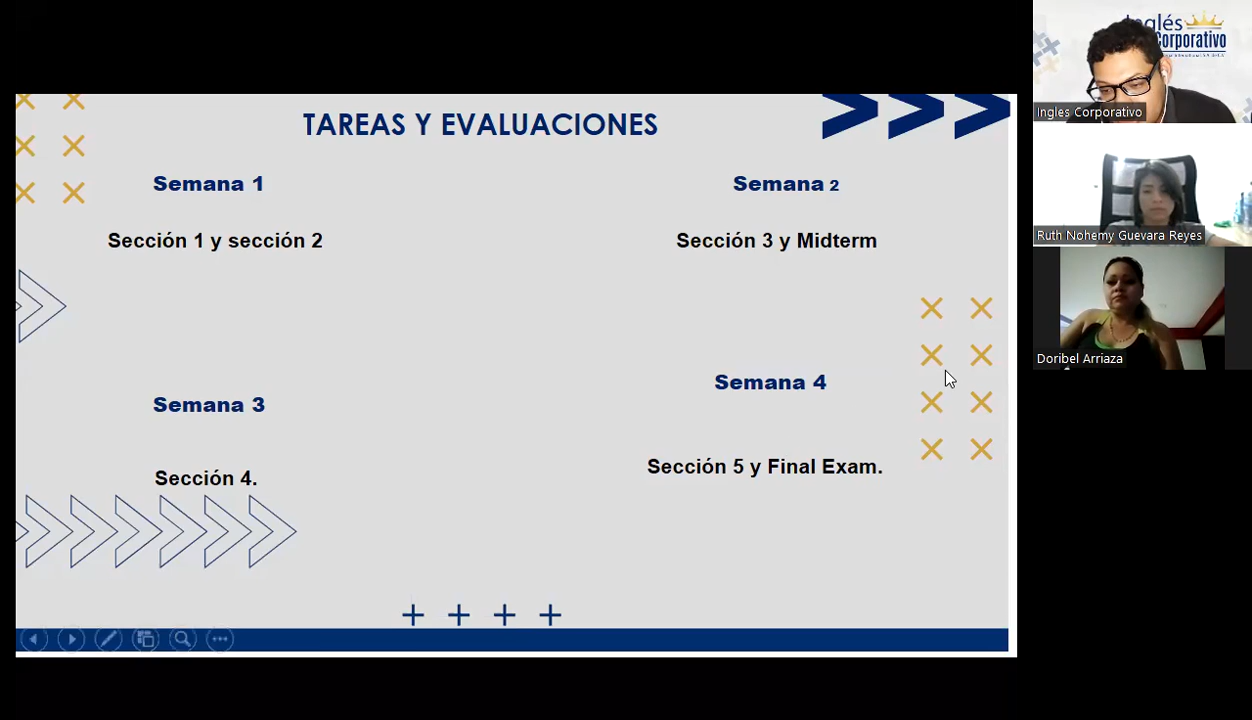 TAREAS Y EVALUACIONES
Semana 1
Sección 1 y sección 2
Semana 2
Sección 3 y Midterm
Semana 3
Sección 4.
Semana 4
Sección 5 y Final Exam.
Inglés
Corporativo
Ingles Corporativo
Ruth Nohemy Guevara Reyes
Doribel Arriaza